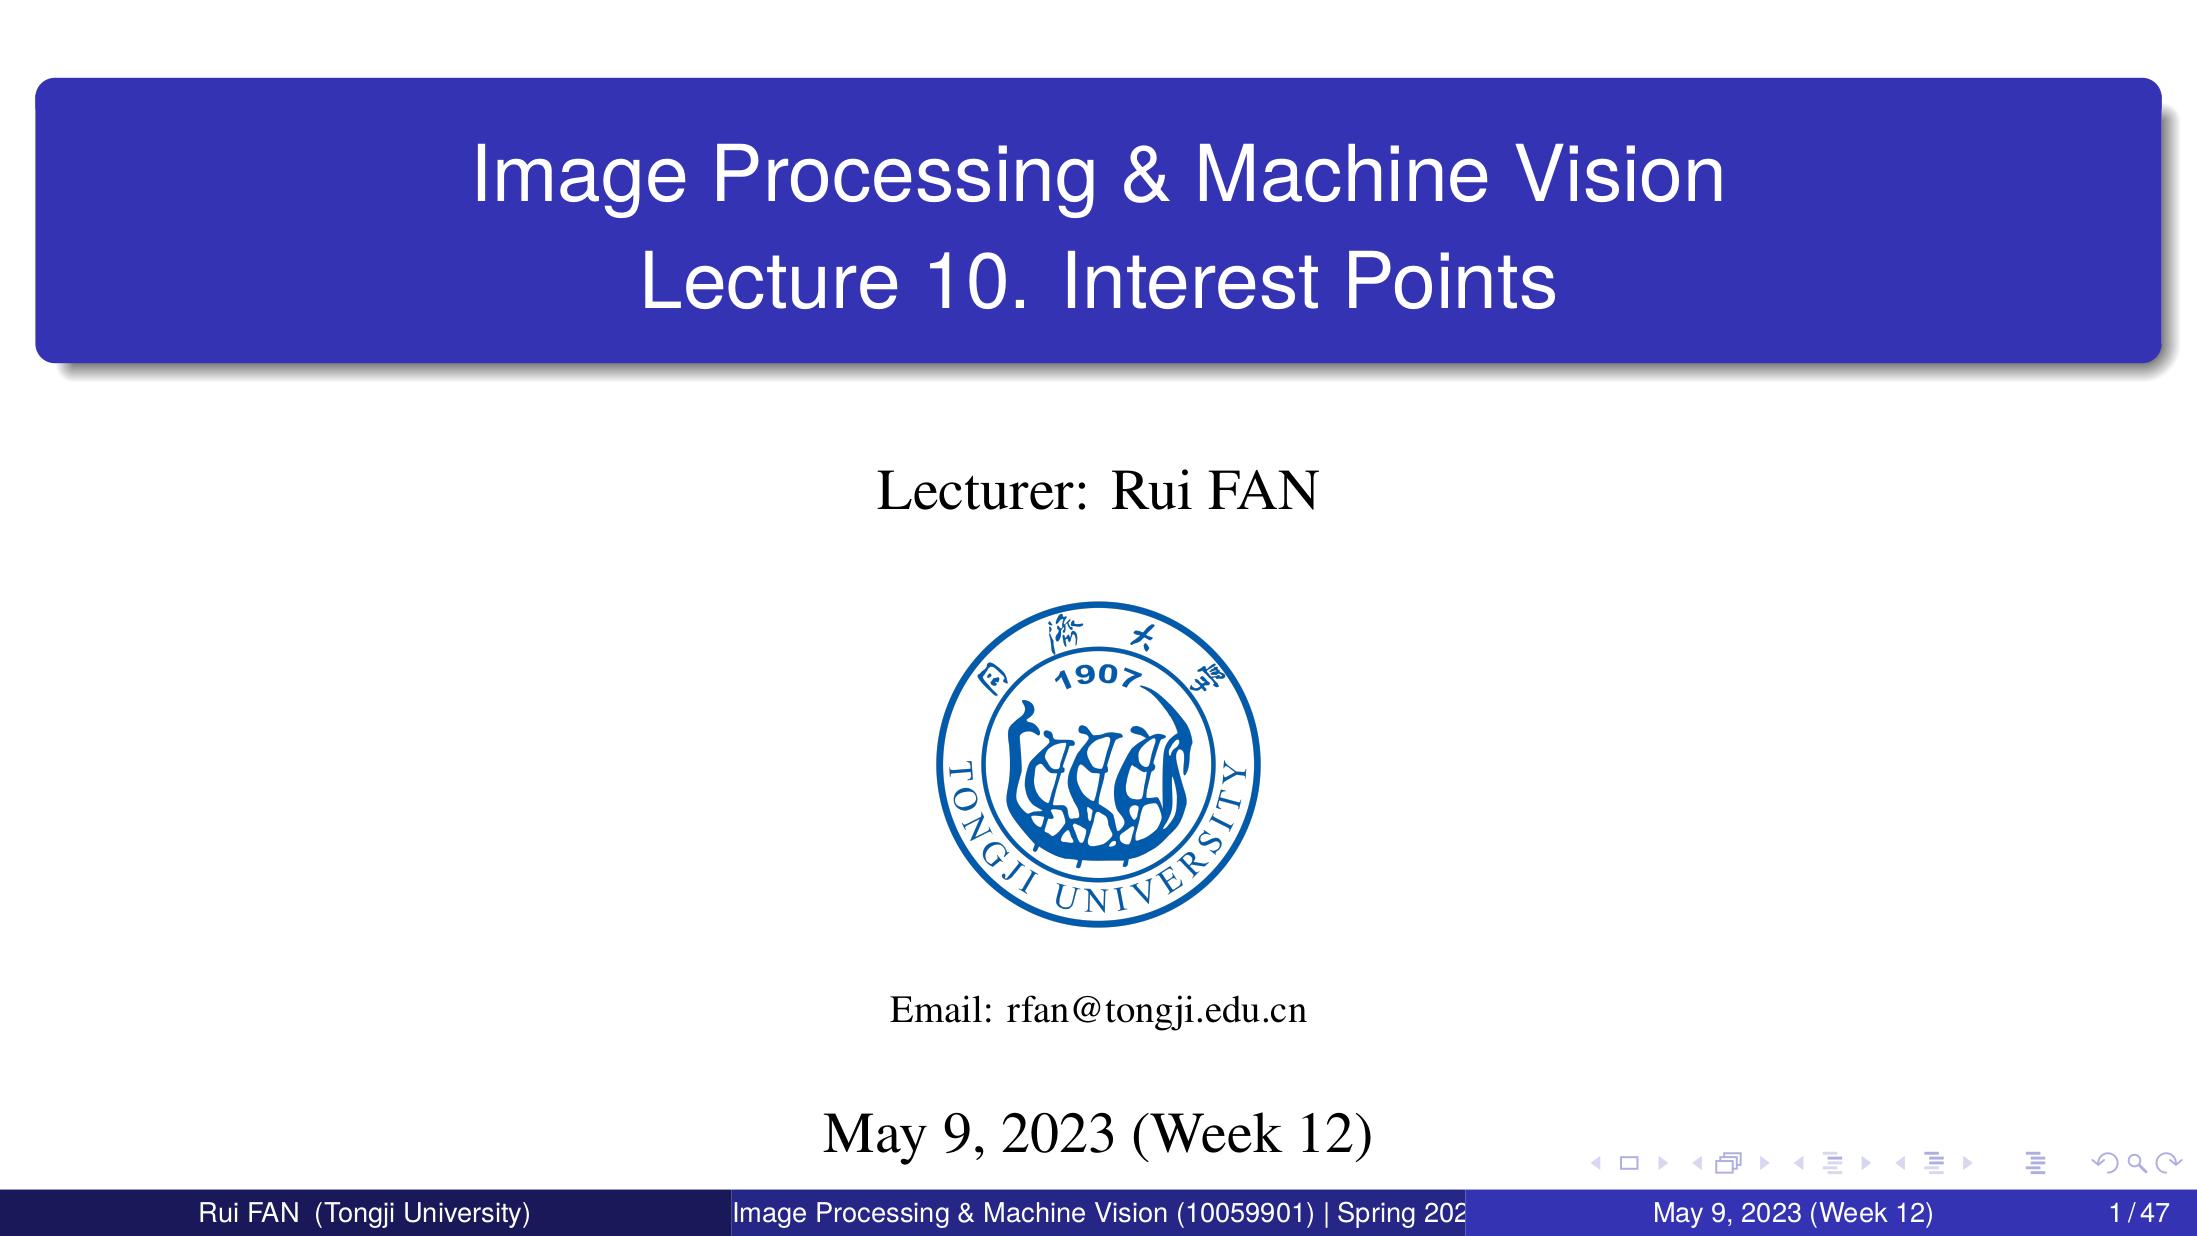 Image Processing & Machine Vision
Lecture 10. Interest Points
Lecturer: Rui FAN
同濟大學
1907
TONGJI UNIVERSITY
Email: rfan@tongji.edu.cn
May 9, 2023 (Week 12)
Rui FAN (Tongji University)
Image Processing & Machine Vision (10059901) | Spring 202
May 9, 2023 (Week 12)
1 / 47